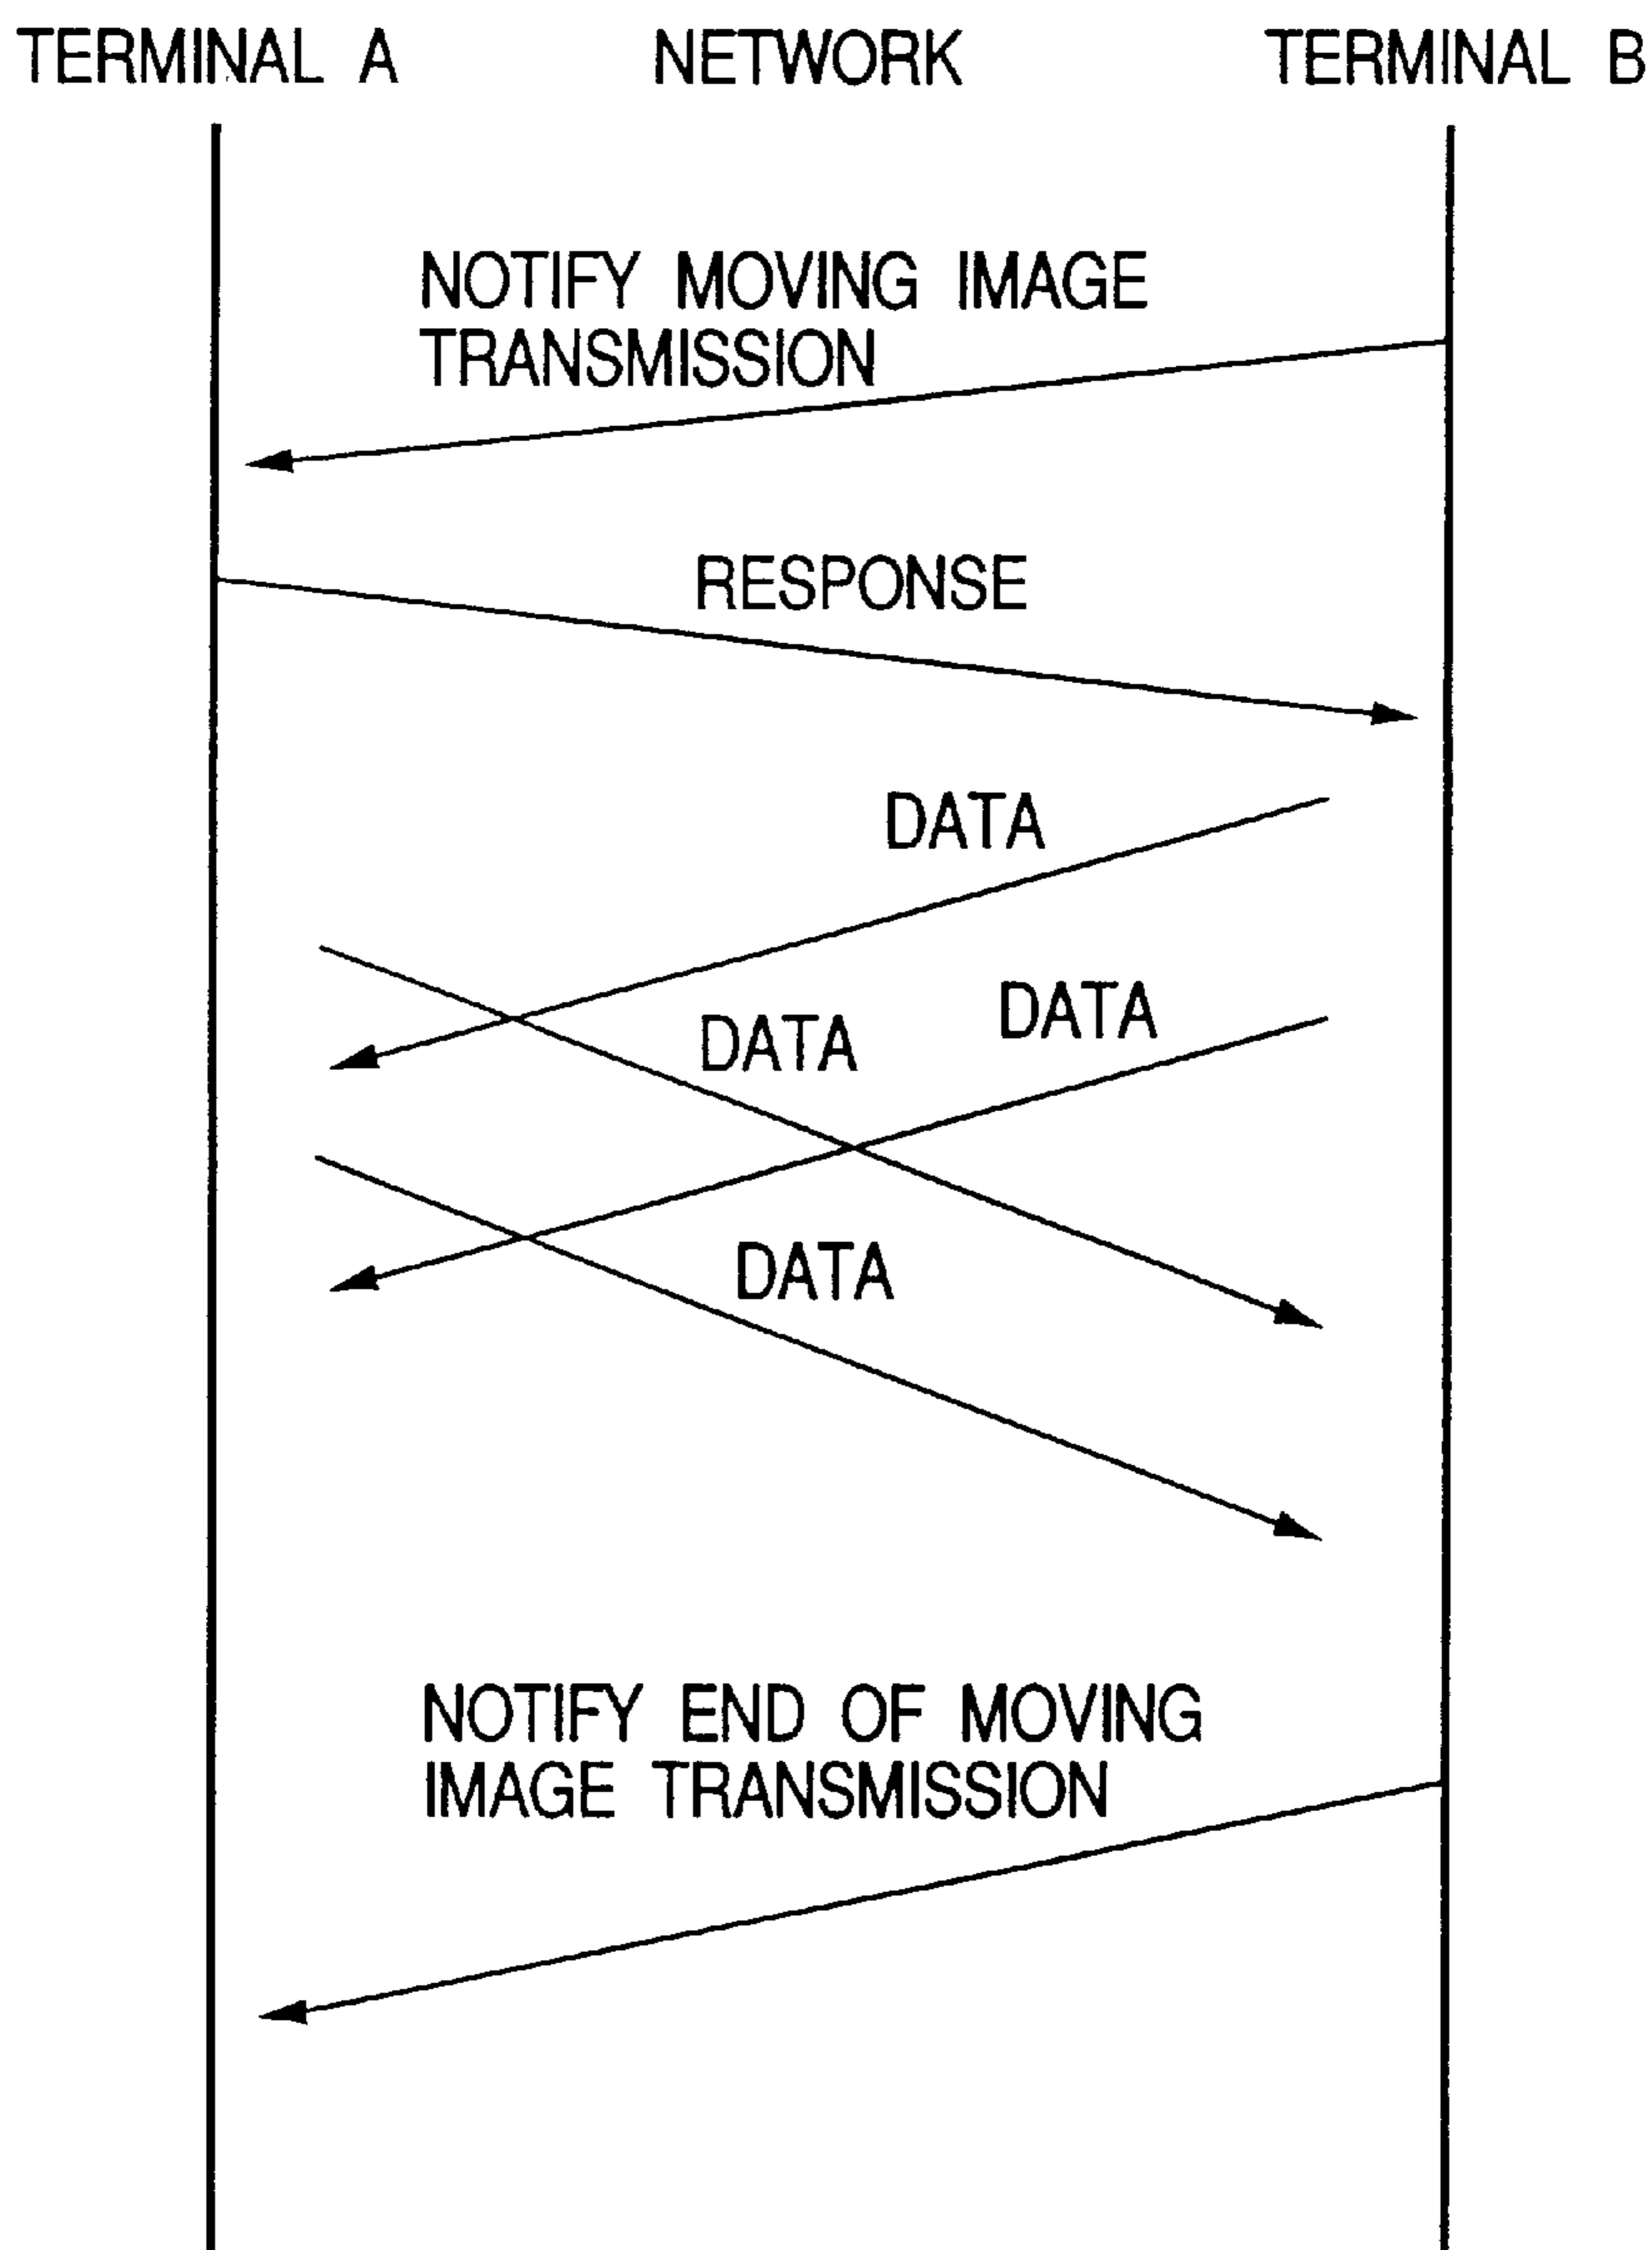 TERMINAL A NETWORK TERMINAL B
NOTIFY MOVING IMAGE
TRANSMISSION
RESPONSE
DATA
DATA
DATA
DATA
NOTIFY END OF MOVING
IMAGE TRANSMISSION